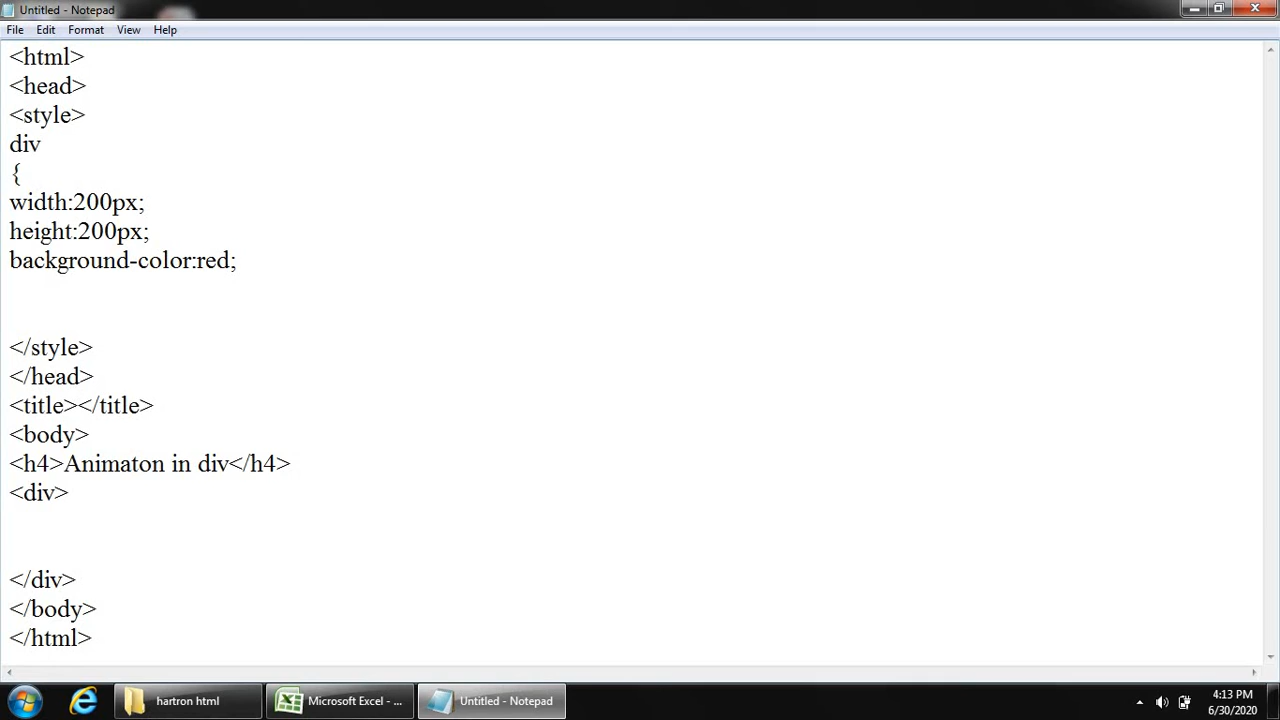 Untitled - Notepad
File Edit Format View Help
<html>
<head>
<style>
div
{
width:200px;
height:200px;
background-color:red;
</style>
</head>
<title></title>
<body>
<h4>Animaton in div</h4>
<div>
</div>
</body>
</html>
hartron html
Microsoft Excel - ...
Untitled - Notepad
4:13 PM
6/30/2020